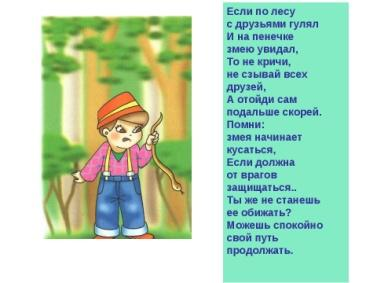 Если по лесу
с друзьями гулял
И на пенечке
змею увидал,
То не кричи,
не сзывай всех
друзей,
А отойди сам
подальше скорей.
Помни:
змея начинает
кусаться,
Если должна
от врагов
защищаться..
Ты же не станешь
ее обижать?
Можешь спокойно
свой путь
продолжать.